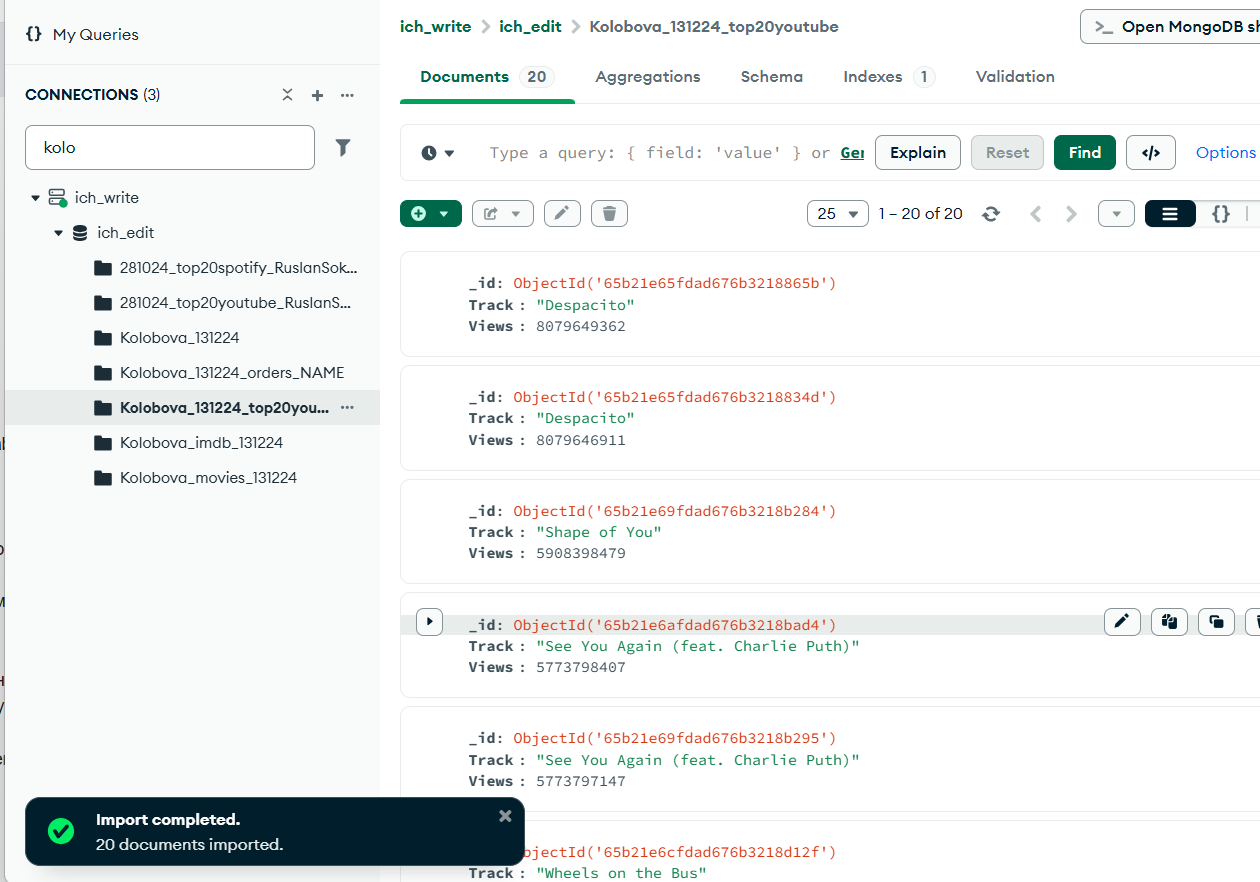 My Queries
CONNECTIONS (3)
kolo
ich_write
ich_edit
281024_top20spotify_RuslanSok...
281024_top20youtube_RuslanS...
Kolobova_131224
Kolobova_131224_orders_NAME
Kolobova_131224_top20you...
Kolobova_imdb_131224
Kolobova_movies_131224
ich_write > ich_edit > Kolobova_131224_top20youtube
>_ Open MongoDB sh
Documents 20 Aggregations Schema Indexes 1 Validation
Type a query: { field: 'value' } or Ger Explain Reset Find </> Options
25 1 – 20 of 20 {}
_id: ObjectId('65b21e65fdad676b3218865b')
Track : "Despacito"
Views : 8079649362
_id: ObjectId('65b21e65fdad676b3218834d')
Track : "Despacito"
Views : 8079646911
_id: ObjectId('65b21e69fdad676b3218b284')
Track : "Shape of You"
Views : 5908398479
_id: ObjectId('65b21e6afdad676b3218bad4')
Track : "See You Again (feat. Charlie Puth)"
Views : 5773798407
_id: ObjectId('65b21e69fdad676b3218b295')
Track : "See You Again (feat. Charlie Puth)"
Views : 5773797147
bjectId('65b21e6cfdad676b3218d12f')
Track : "Wheels on the Bus"
Import completed.
20 documents imported.